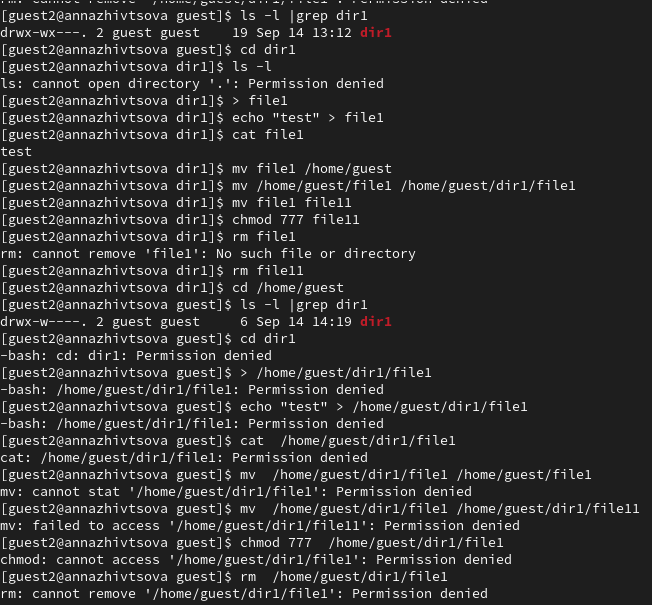 rm: cannot remove '/home/guest/dir1/file1': Permission denied
[guest2@annazhivtsova guest]$ ls -l |grep dir1
drwx-wx---. 2 guest guest    19 Sep 14 13:12 dir1
[guest2@annazhivtsova guest]$ cd dir1
[guest2@annazhivtsova dir1]$ ls -l
ls: cannot open directory '.': Permission denied
[guest2@annazhivtsova dir1]$ > file1
[guest2@annazhivtsova dir1]$ echo "test" > file1
[guest2@annazhivtsova dir1]$ cat file1
test
[guest2@annazhivtsova dir1]$ mv file1 /home/guest
[guest2@annazhivtsova dir1]$ mv /home/guest/file1 /home/guest/dir1/file1
[guest2@annazhivtsova dir1]$ mv file1 file11
[guest2@annazhivtsova dir1]$ chmod 777 file11
[guest2@annazhivtsova dir1]$ rm file1
rm: cannot remove 'file1': No such file or directory
[guest2@annazhivtsova dir1]$ rm file11
[guest2@annazhivtsova dir1]$ cd /home/guest
[guest2@annazhivtsova guest]$ ls -l |grep dir1
drwx-w----. 2 guest guest     6 Sep 14 14:19 dir1
[guest2@annazhivtsova guest]$ cd dir1
-bash: cd: dir1: Permission denied
[guest2@annazhivtsova guest]$ > /home/guest/dir1/file1
-bash: /home/guest/dir1/file1: Permission denied
[guest2@annazhivtsova guest]$ echo "test" > /home/guest/dir1/file1
-bash: /home/guest/dir1/file1: Permission denied
[guest2@annazhivtsova guest]$ cat  /home/guest/dir1/file1
cat: /home/guest/dir1/file1: Permission denied
[guest2@annazhivtsova guest]$ mv  /home/guest/dir1/file1 /home/guest/file1
mv: cannot stat '/home/guest/dir1/file1': Permission denied
[guest2@annazhivtsova guest]$ mv  /home/guest/dir1/file1 /home/guest/dir1/file11
mv: failed to access '/home/guest/dir1/file11': Permission denied
[guest2@annazhivtsova guest]$ chmod 777  /home/guest/dir1/file1
chmod: cannot access '/home/guest/dir1/file1': Permission denied
[guest2@annazhivtsova guest]$ rm  /home/guest/dir1/file1
rm: cannot remove '/home/guest/dir1/file1': Permission denied